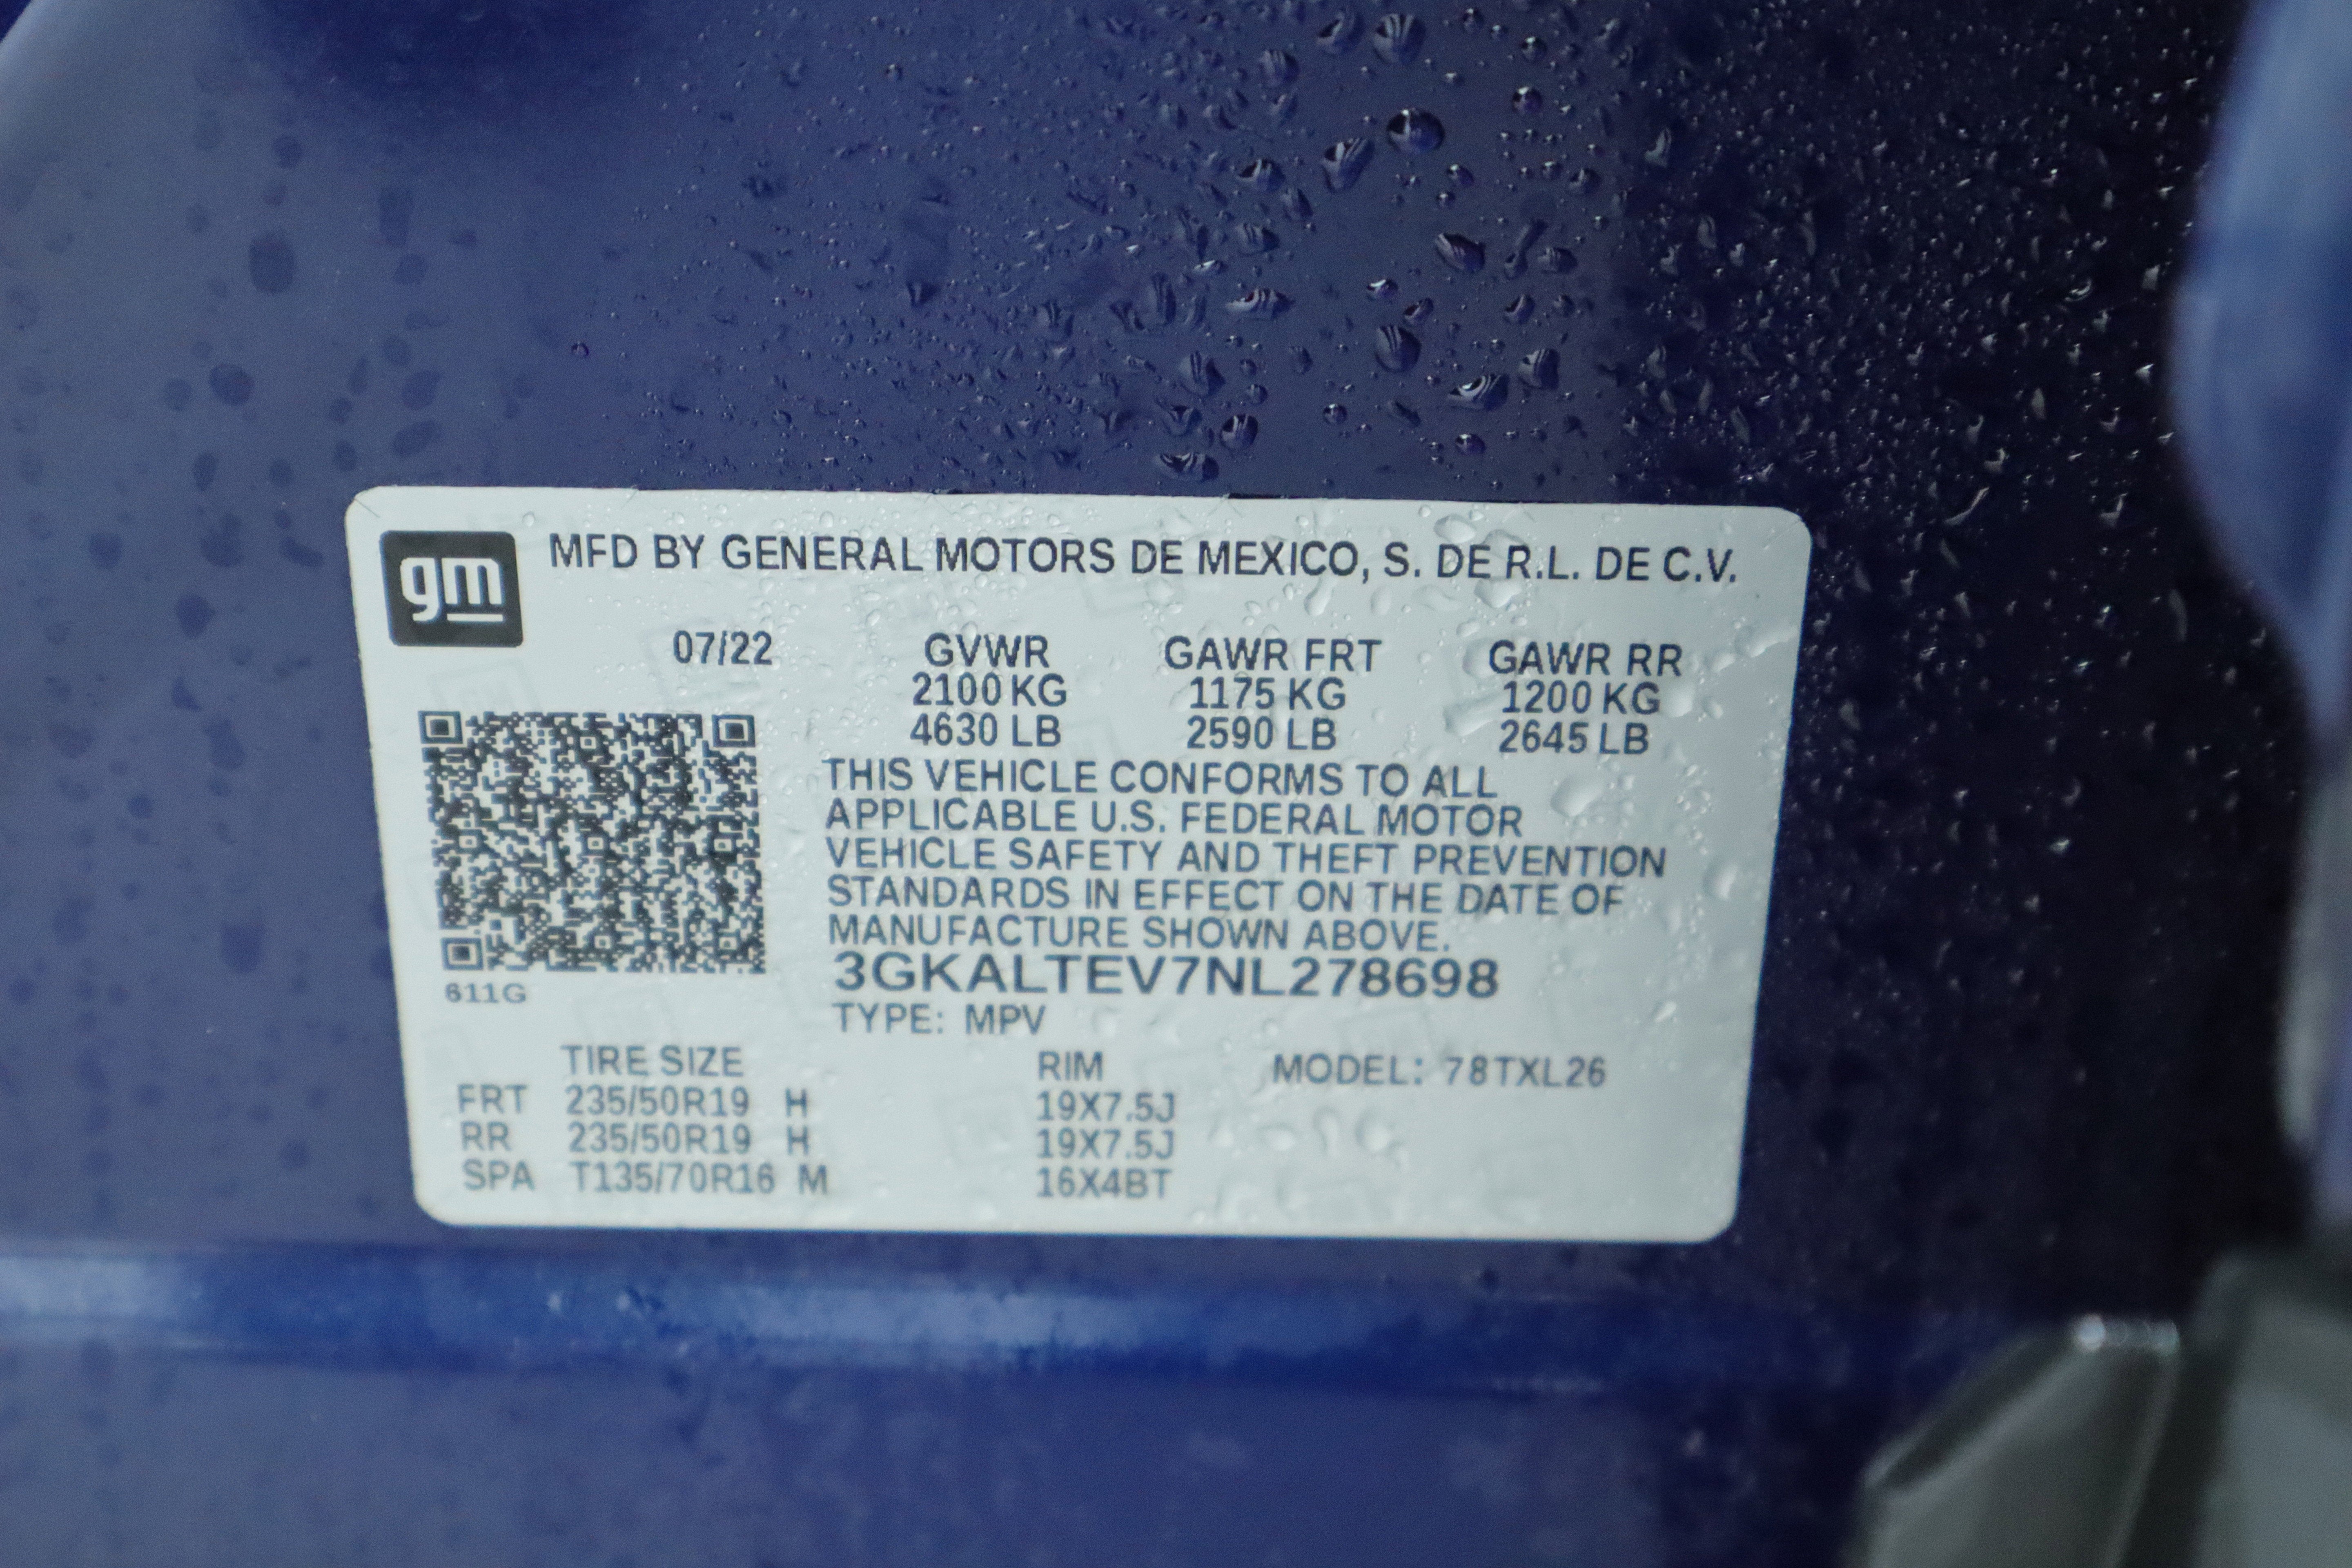 gm
MFD BY GENERAL MOTORS DE MEXICO, S. DE R.L. DE C.V.
07/22 GVWR GAWR FRT GAWR RR
2100 KG 1175 KG 1200 KG
4630 LB 2590 LB 2645 LB
THIS VEHICLE CONFORMS TO ALL
APPLICABLE U.S. FEDERAL MOTOR
VEHICLE SAFETY AND THEFT PREVENTION
STANDARDS IN EFFECT ON THE DATE OF
MANUFACTURE SHOWN ABOVE.
3GKALTEV7NL278698
611G
TYPE: MPV
TIRE SIZE RIM MODEL: 78TXL26
FRT 235/50R19 H 19X7.5J
RR 235/50R19 H 19X7.5J
SPA T135/70R16 M 16X4BT